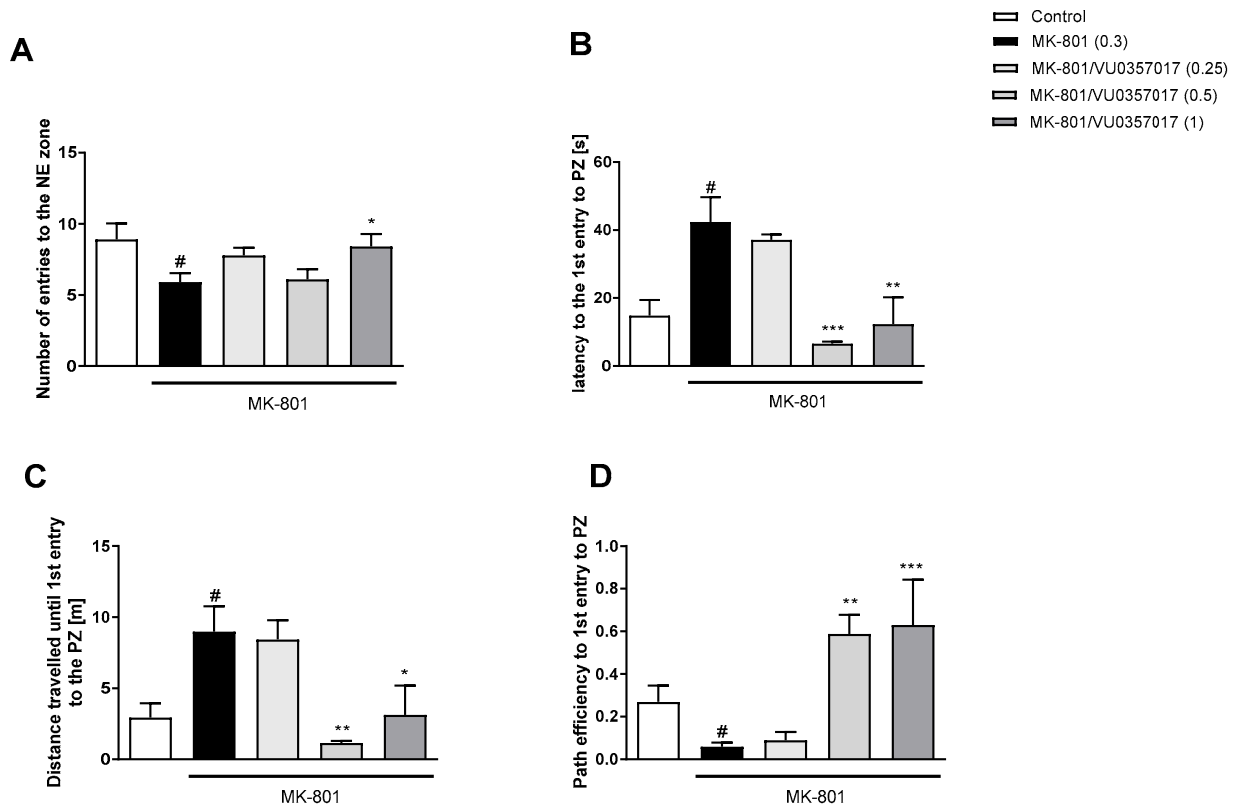 Control
MK-801 (0.3)
MK-801/VU0357017 (0.25)
MK-801/VU0357017 (0.5)
MK-801/VU0357017 (1)
A
Number of entries to the NE zone
15
10
5
0
#
*
MK-801
B
latency to the 1st entry to PZ [s]
60
40
20
0
#
***
**
MK-801
C
Distance travelled until 1st entry
to the PZ [m]
15
10
5
0
#
**
*
MK-801
D
Path efficiency to 1st entry to PZ
1.0
0.8
0.6
0.4
0.2
0.0
#
**
***
MK-801